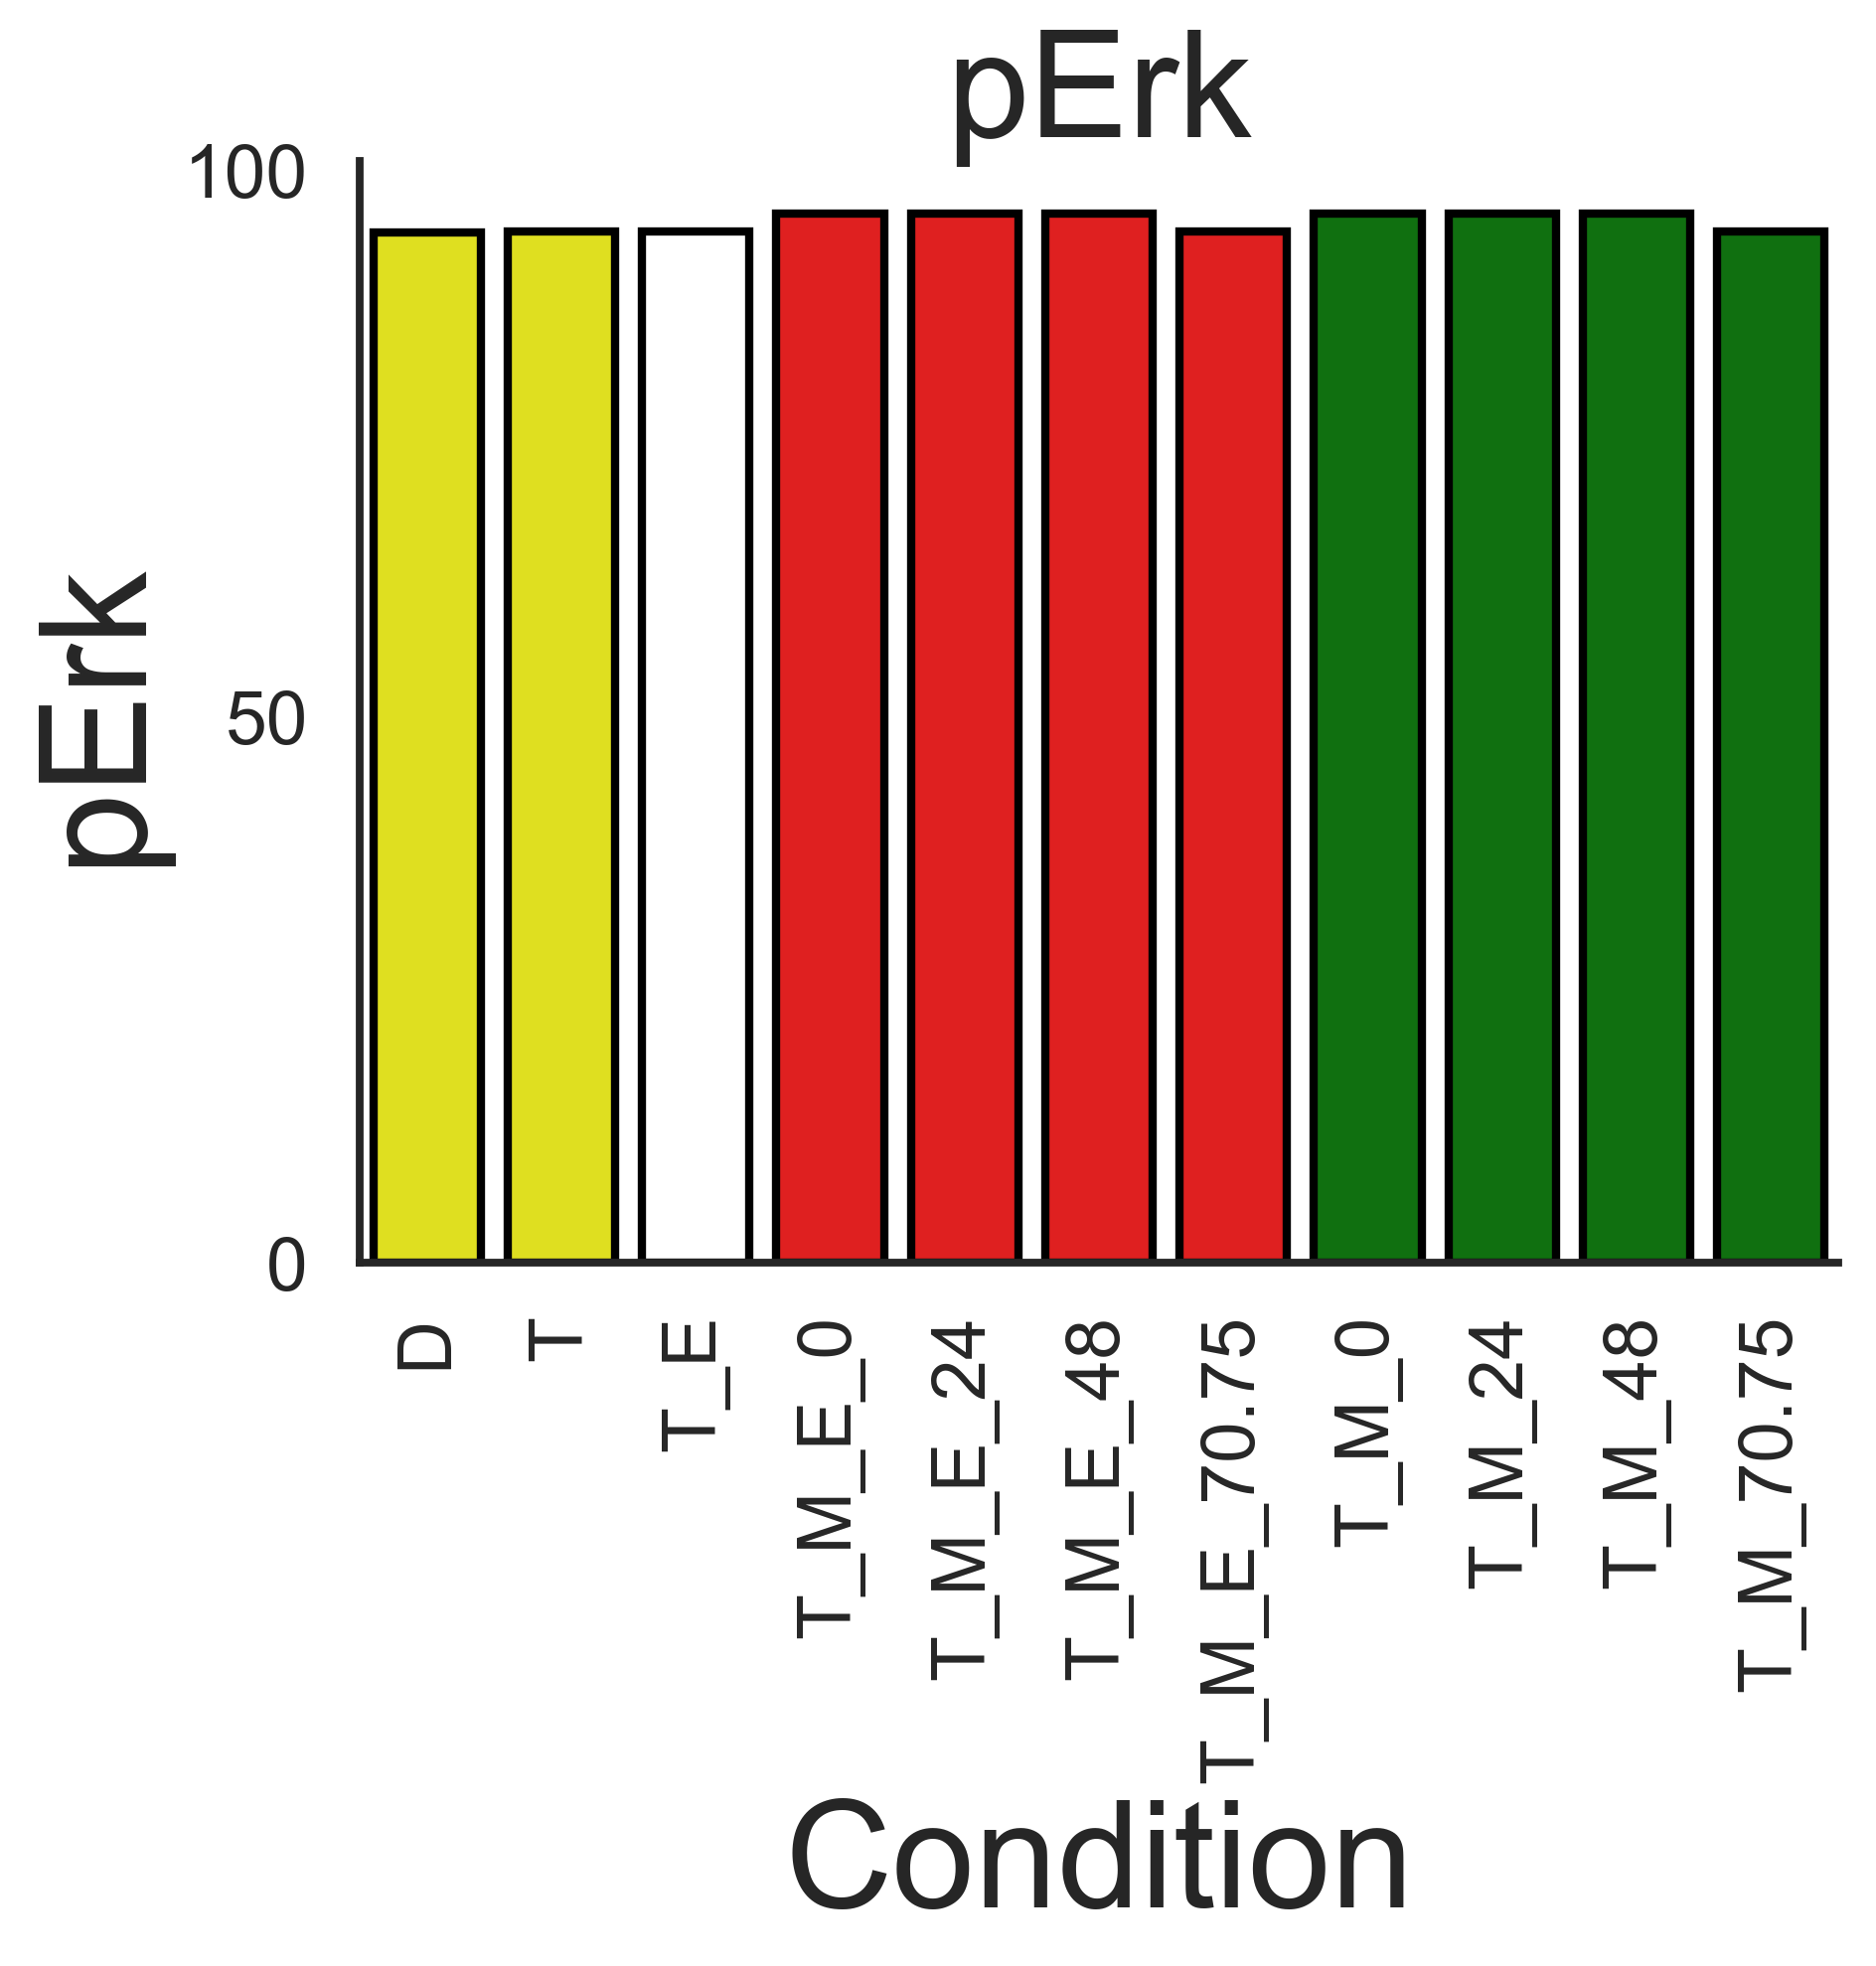 pErk
pErk
100
50
0
D
T
T_E
T_M_E_0
T_M_E_24
T_M_E_48
T_M_E_70.75
T_M_0
T_M_24
T_M_48
T_M_70.75
Condition